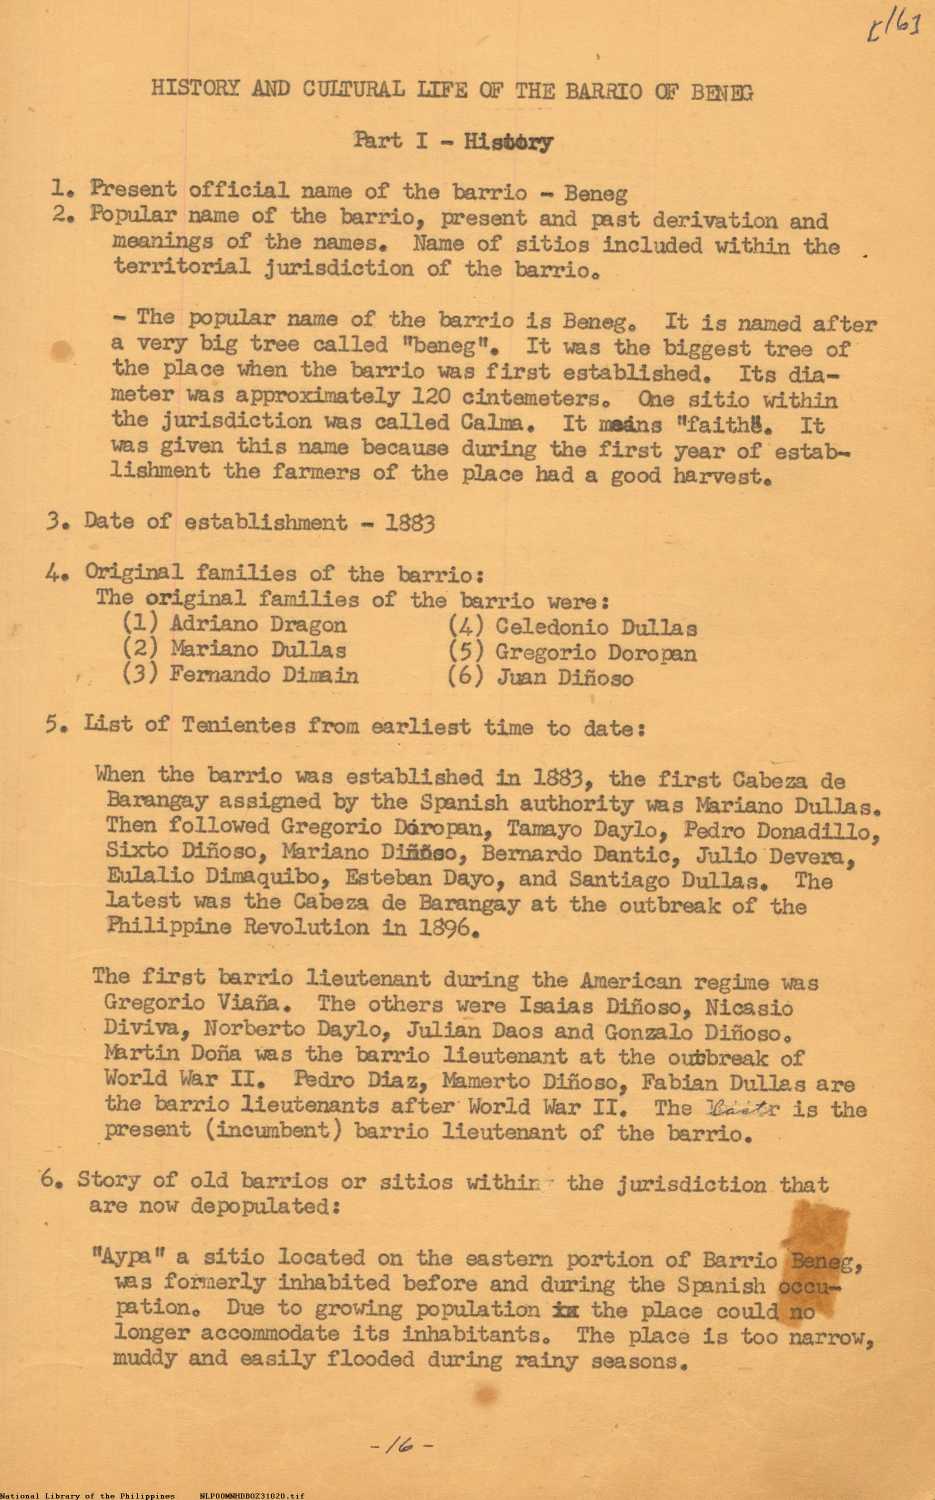 [16]
HISTORY AND CULTURAL LIFE OF THE BARRIO OF BENEG
Part I - History
1. Present official name of the barrio - Beneg
2. Popular name of the barrio, present and past derivation and
meanings of the names. Name of sitios included within the
territorial jurisdiction of the barrio.
- The popular name of the barrio is Beneg. It is named after
a very big tree called "beneg". It was the biggest tree of
the place when the barrio was first established. Its dia-
meter was approximately 120 cintemeters. One sitio within
the jurisdiction was called Calma. It means "faith". It
was given this name because during the first year of estab-
lishment the farmers of the place had a good harvest.
3. Date of establishment - 1883
4. Original families of the barrio:
The original families of the barrio were:
(1) Adriano Dragon (4) Celedonio Dullas
(2) Mariano Dullas (5) Gregorio Doropan
(3) Fernando Dimain (6) Juan Diñoso
5. List of Tenientes from earliest time to date:
When the barrio was established in 1883, the first Cabeza de
Barangay assigned by the Spanish authority was Mariano Dullas.
Then followed Gregorio Doropan, Tamayo Daylo, Pedro Donadillo,
Sixto Diñoso, Mariano Diñoso, Bernardo Dantic, Julio Devera,
Eulalio Dimaquibo, Esteban Dayo, and Santiago Dullas. The
latest was the Cabeza de Barangay at the outbreak of the
Philippine Revolution in 1896.
The first barrio lieutenant during the American regime was
Gregorio Viaña. The others were Isaias Diñoso, Nicasio
Diviva, Norberto Daylo, Julian Daos and Gonzalo Diñoso.
Martin Doña was the barrio lieutenant at the outbreak of
World War II. Pedro Diaz, Mamerto Diñoso, Fabian Dullas are
the barrio lieutenants after World War II. The is the
present (incumbent) barrio lieutenant of the barrio.
6. Story of old barrios or sitios within the jurisdiction that
are now depopulated:
"Aypa" a sitio located on the eastern portion of Barrio Beneg,
was formerly inhabited before and during the Spanish occu-
pation. Due to growing population the place could no
longer accommodate its inhabitants. The place is too narrow,
muddy and easily flooded during rainy seasons.
-16-
National Library of the Philippines NLPOOMNHDB0Z31020.tif